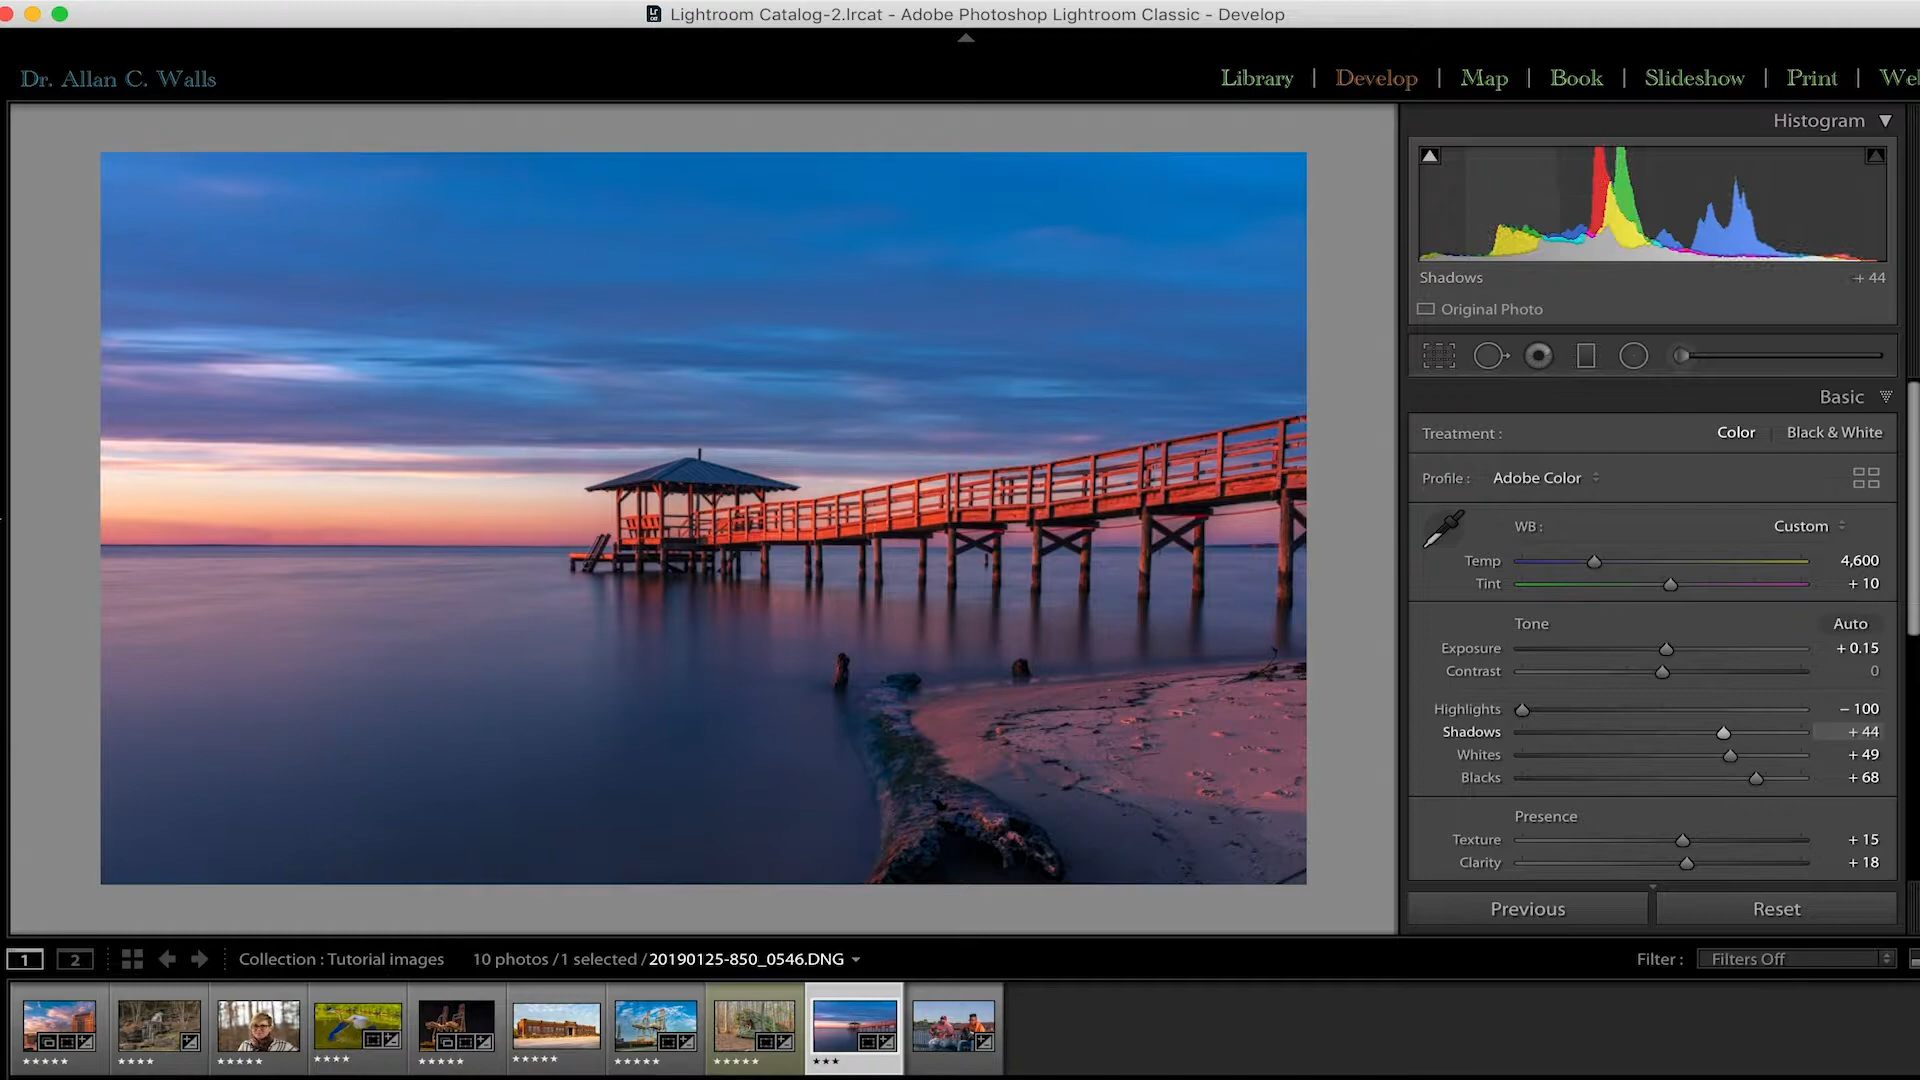 Lightroom Catalog-2.lrcat - Adobe Photoshop Lightroom Classic - Develop
Dr. Allan C. Walls
Library | Develop | Map | Book | Slideshow | Print | We
Histogram
Shadows + 44
Original Photo
Basic
Treatment : Color Black & White
Profile : Adobe Color
WB : Custom
Temp 4,600
Tint + 10
Tone Auto
Exposure + 0.15
Contrast 0
Highlights − 100
Shadows + 44
Whites + 49
Blacks + 68
Presence
Texture + 15
Clarity + 18
Previous Reset
1 2 Collection : Tutorial images 10 photos / 1 selected / 20190125-850_0546.DNG Filter : Filters Off